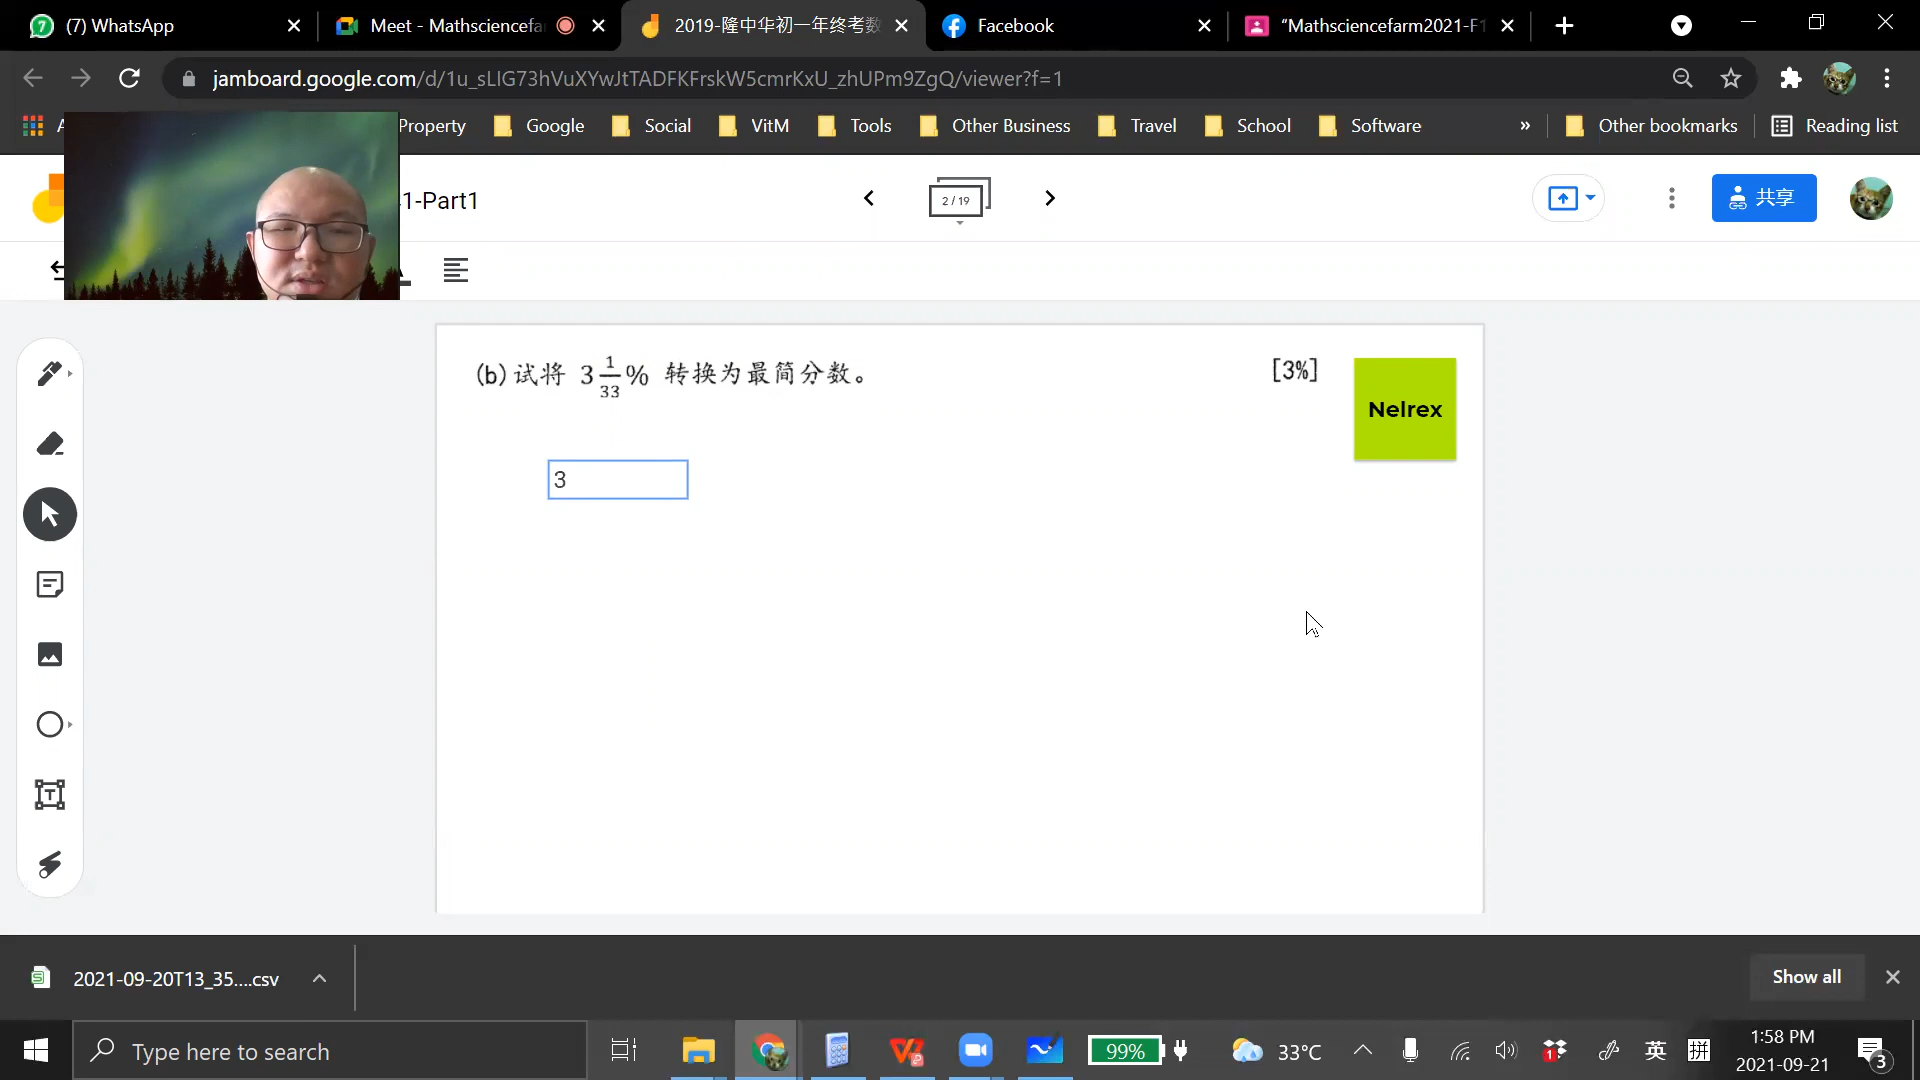 (7) WhatsApp
Meet - Mathsciencefa
2019-隆中华初一年终考数
Facebook
“Mathsciencefarm2021-F1
jamboard.google.com/d/1u_sLIG73hVuXYwJtTADFKFrskW5cmrKxU_zhUPm9ZgQ/viewer?f=1
A
Property
Google
Social
VitM
Tools
Other Business
Travel
School
Software
»
Other bookmarks
Reading list
1-Part1
2 / 19
共享
(b) 试将 3 1/33 % 转换为最简分数。
[3%]
Nelrex
3
2021-09-20T13_35....csv
Show all
Type here to search
99%
33°C
1
英
拼
1:58 PM
2021-09-21
3